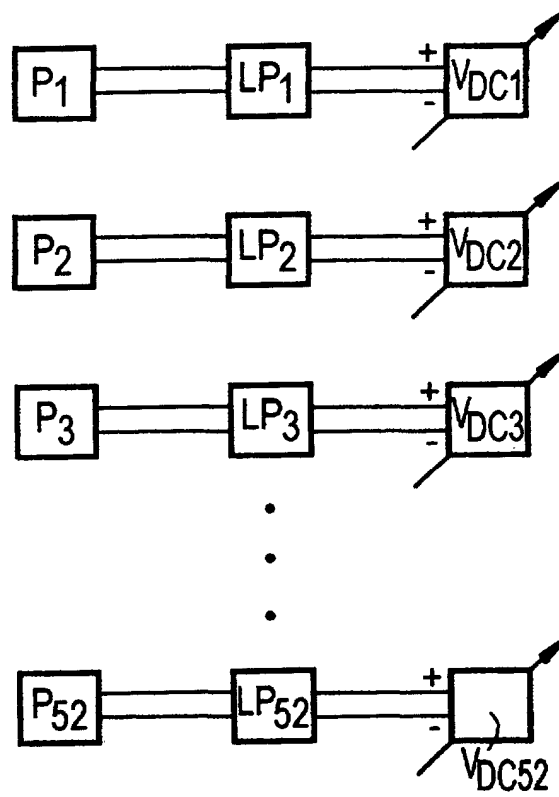 P1 LP1 + - VDC1
P2 LP2 + - VDC2
P3 LP3 + - VDC3
P52 LP52 + - VDC52